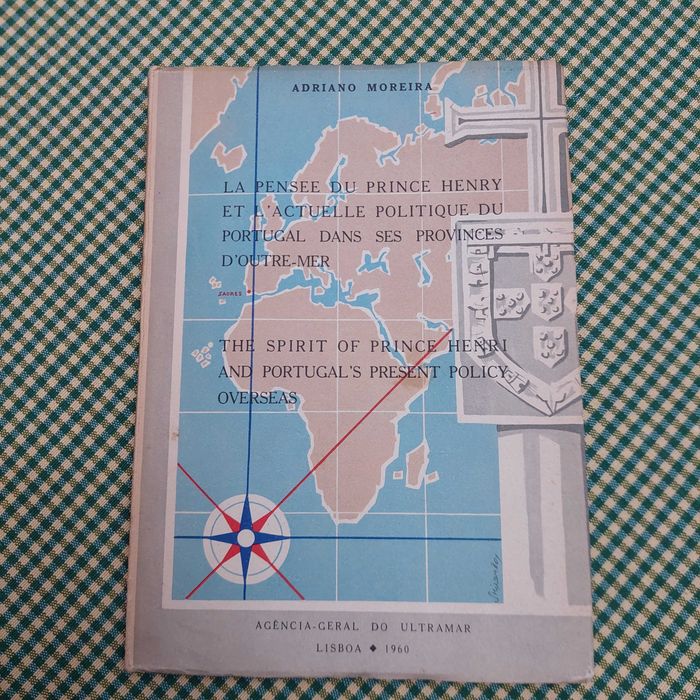 ADRIANO MOREIRA
LA PENSEE DU PRINCE HENRY
ET L'ACTUELLE POLITIQUE DU
PORTUGAL DANS SES PROVINCES
D'OUTRE-MER
SAGRES
THE SPIRIT OF PRINCE HENRI
AND PORTUGAL'S PRESENT POLICY
OVERSEAS
AGÊNCIA-GERAL DO ULTRAMAR
LISBOA ◆ 1960